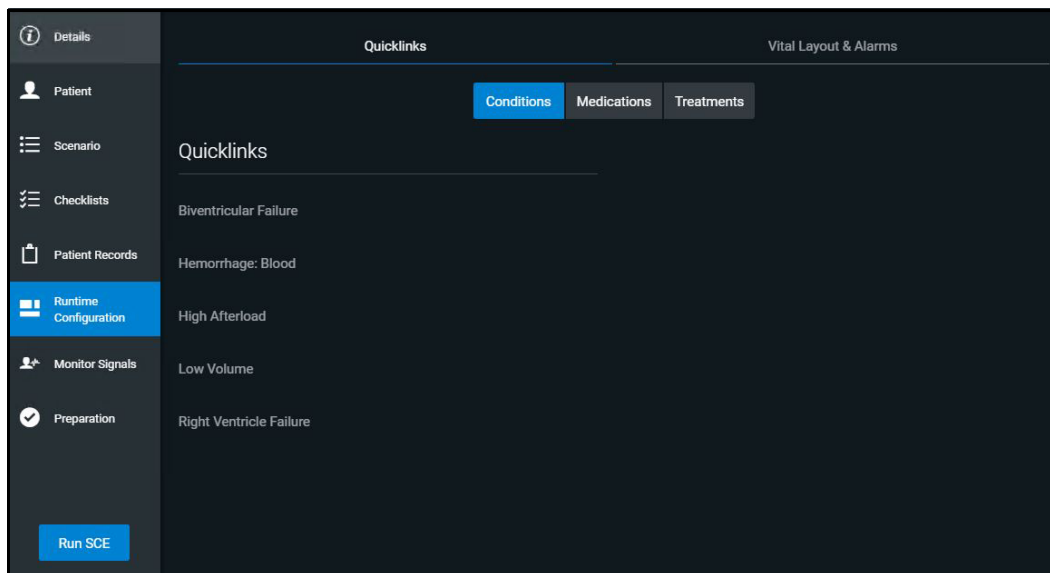 Details
Patient
Scenario
Checklists
Patient Records
Runtime
Configuration
Monitor Signals
Preparation
Run SCE
Quicklinks
Vital Layout & Alarms
Conditions
Medications
Treatments
Quicklinks
Biventricular Failure
Hemorrhage: Blood
High Afterload
Low Volume
Right Ventricle Failure